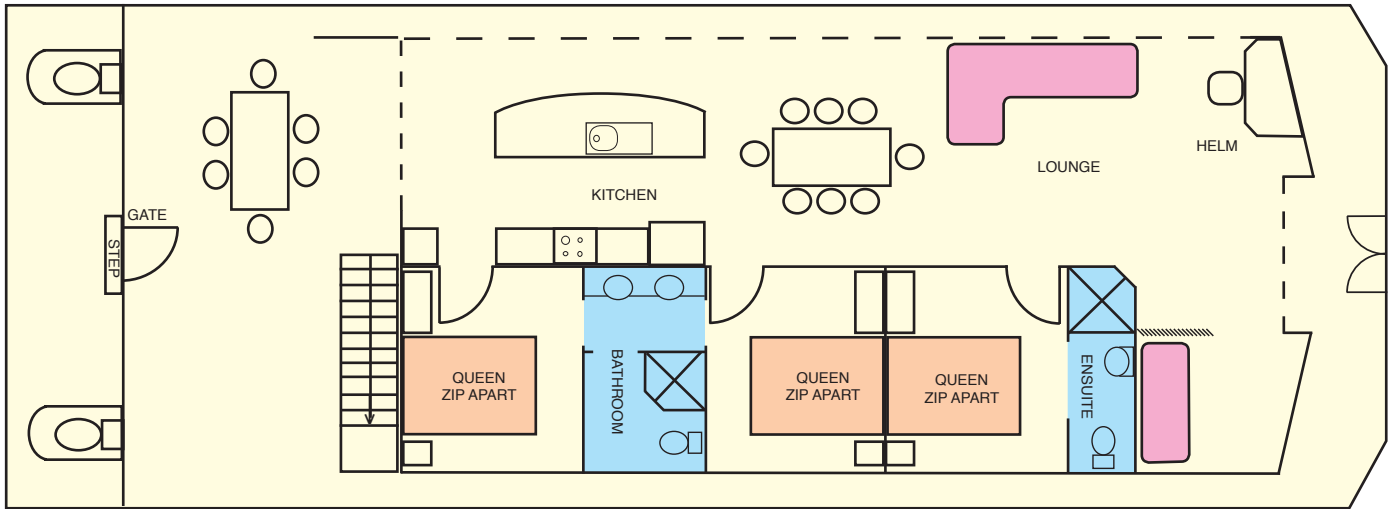 HELM
LOUNGE
KITCHEN
GATE
STEP
QUEEN
ZIP APART
BATHROOM
QUEEN
ZIP APART
QUEEN
ZIP APART
ENSUITE